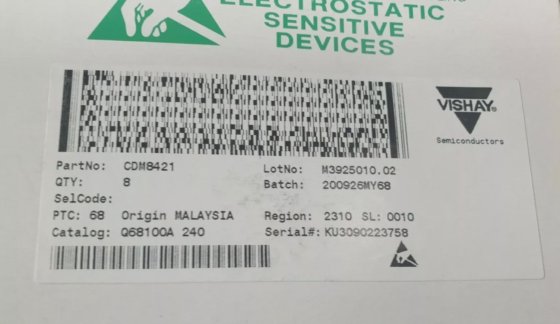 ELECTROSTATIC
SENSITIVE
DEVICES
VISHAY
Semiconductors
PartNo: CDM8421
LotNo: M3925010.02
QTY: 8
Batch: 200926MY68
SelCode:
PTC: 68 Origin MALAYSIA
Region: 2310 SL: 0010
Catalog: Q68100A 240
Serial#: KU3090223758